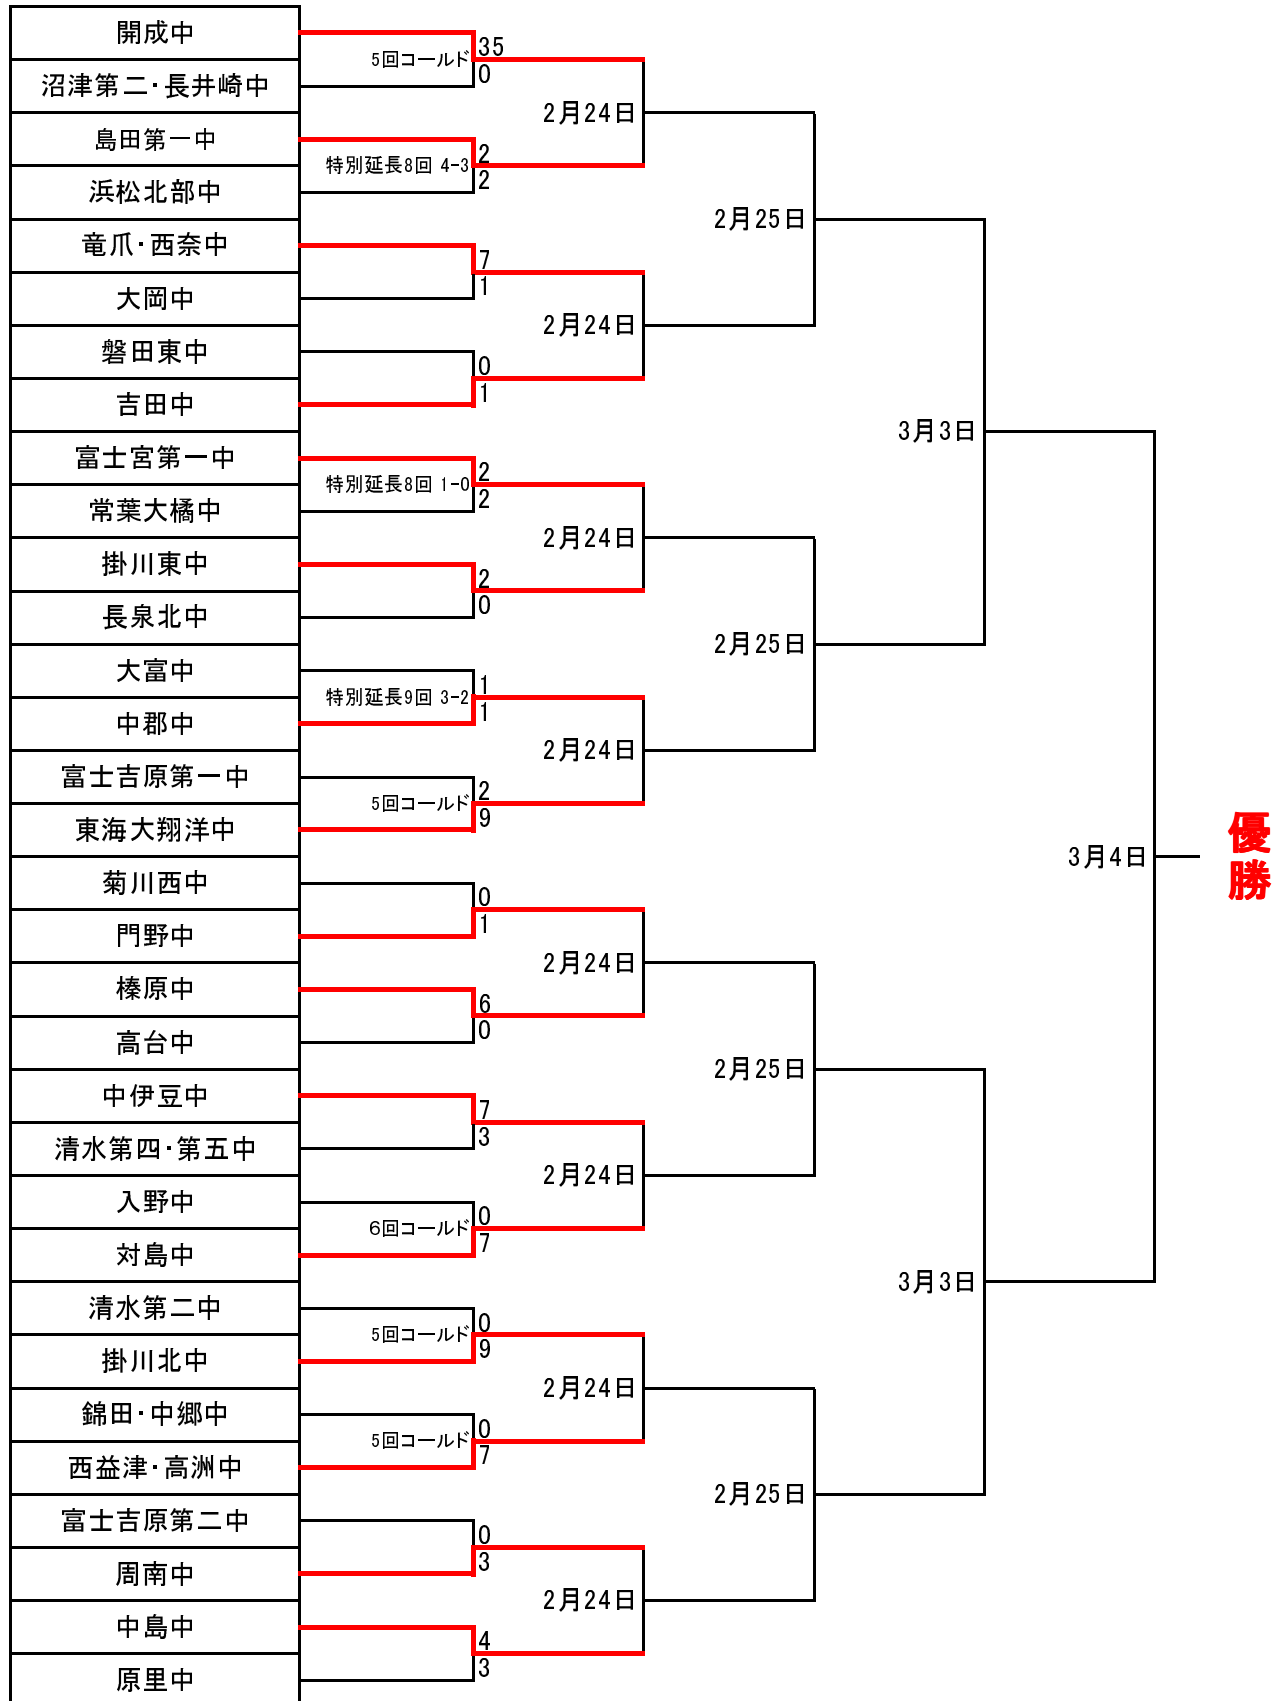 開成中
5回コールド
35
0
沼津第二・長井崎中
2月24日
島田第一中
特別延長8回 4-3
2
2
浜松北部中
2月25日
竜爪・西奈中
7
1
大岡中
2月24日
磐田東中
0
1
吉田中
3月3日
富士宮第一中
特別延長8回 1-0
2
2
常葉大橘中
2月24日
掛川東中
2
0
長泉北中
2月25日
大富中
特別延長9回 3-2
1
1
中郡中
2月24日
富士吉原第一中
5回コールド
2
9
東海大翔洋中
3月4日
優勝
菊川西中
0
1
門野中
2月24日
榛原中
6
0
高台中
2月25日
中伊豆中
7
3
清水第四・第五中
2月24日
入野中
6回コールド
0
7
対島中
3月3日
清水第二中
5回コールド
0
9
掛川北中
2月24日
錦田・中郷中
5回コールド
0
7
西益津・高洲中
2月25日
富士吉原第二中
0
3
周南中
2月24日
中島中
4
3
原里中